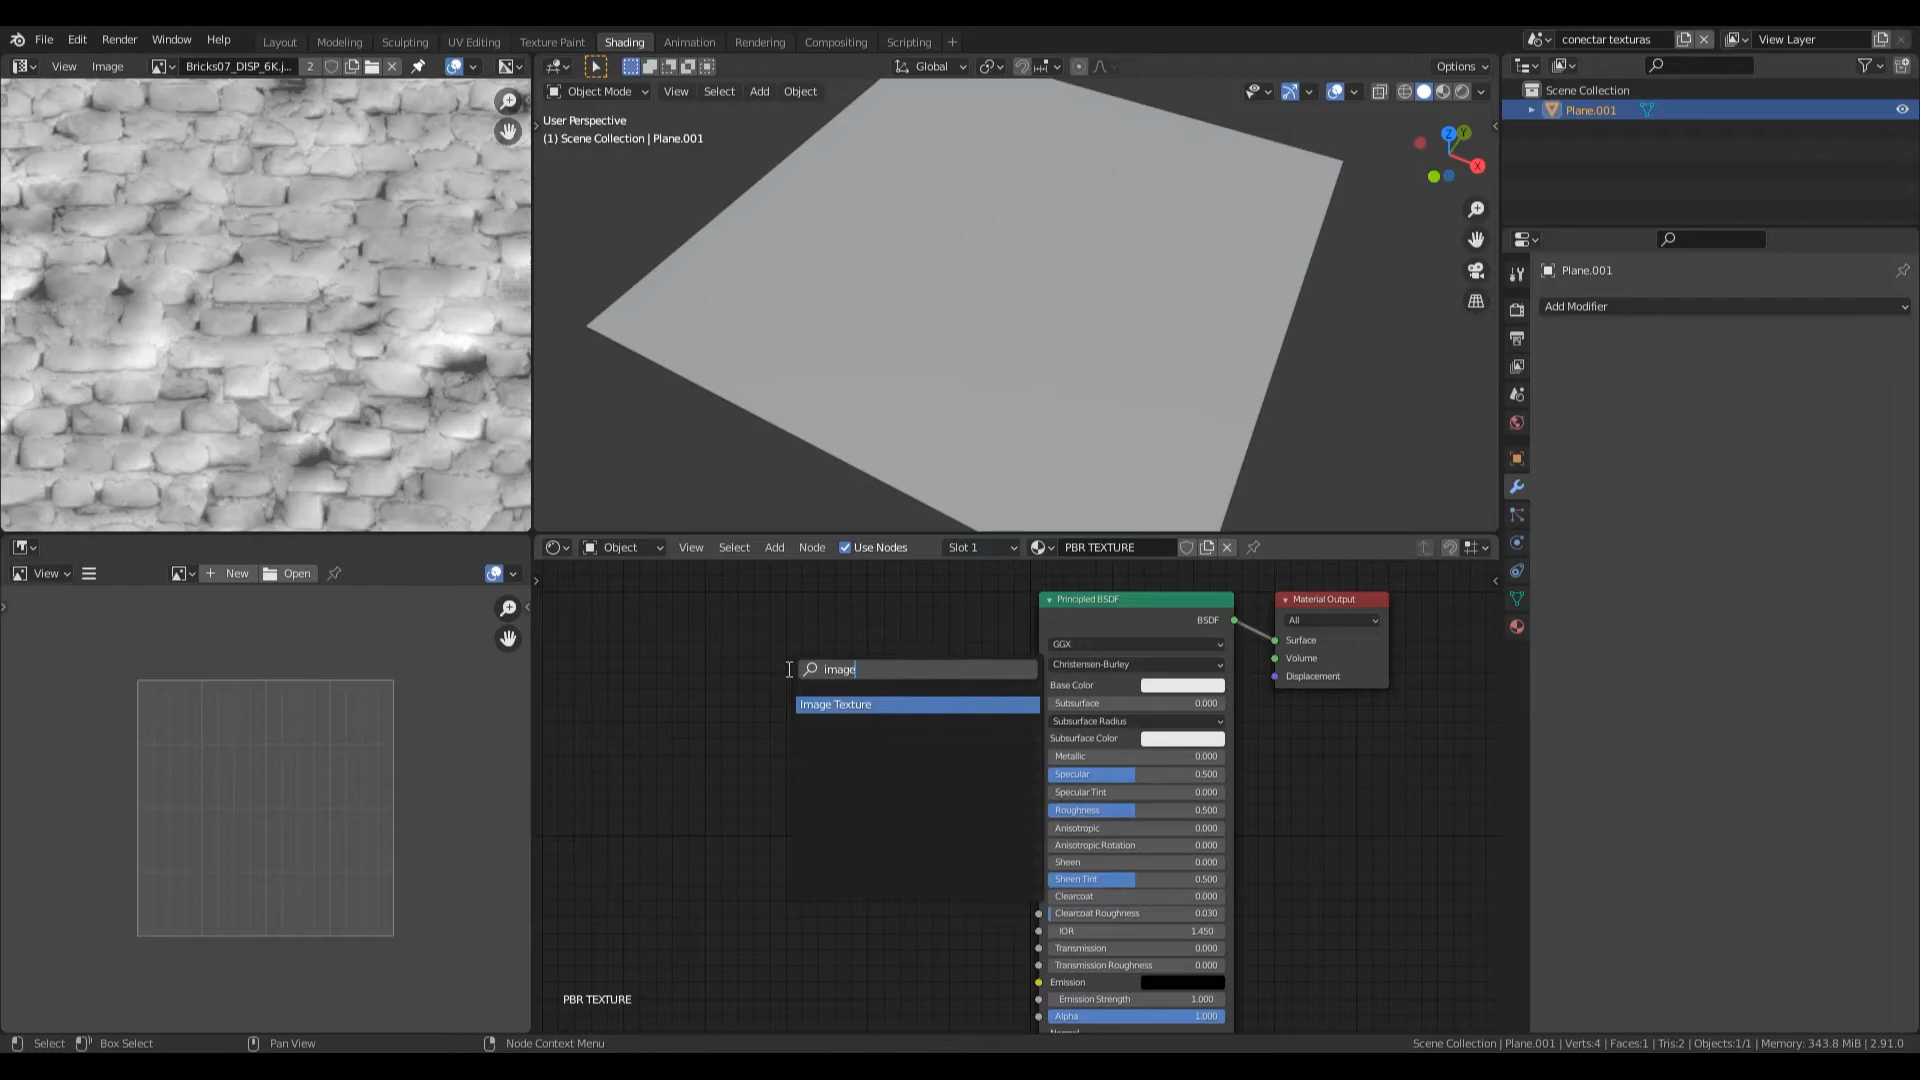 File Edit Render Window Help
Layout Modeling Sculpting UV Editing Texture Paint Shading Animation Rendering Compositing Scripting +
conectar texturas
View Layer
View Image
Bricks07_DISP_6K.j... 2
Global
Options
Object Mode View Select Add Object
Scene Collection
Plane.001
User Perspective
(1) Scene Collection | Plane.001
Z
Y
X
Plane.001
Add Modifier
Object View Select Add Node Use Nodes Slot 1 PBR TEXTURE
View + New Open
Principled BSDF
BSDF
GGX
Christensen-Burley
Base Color
Subsurface 0.000
Subsurface Radius
Subsurface Color
Metallic 0.000
Specular 0.500
Specular Tint 0.000
Roughness 0.500
Anisotropic 0.000
Anisotropic Rotation 0.000
Sheen 0.000
Sheen Tint 0.500
Clearcoat 0.000
Clearcoat Roughness 0.030
IOR 1.450
Transmission 0.000
Transmission Roughness 0.000
Emission
Emission Strength 1.000
Alpha 1.000
Material Output
All
Surface
Volume
Displacement
image
Image Texture
PBR TEXTURE
Select Box Select Pan View Node Context Menu
Scene Collection | Plane.001 | Verts:4 | Faces:1 | Tris:2 | Objects:1/1 | Memory: 343.8 MiB | 2.91.0